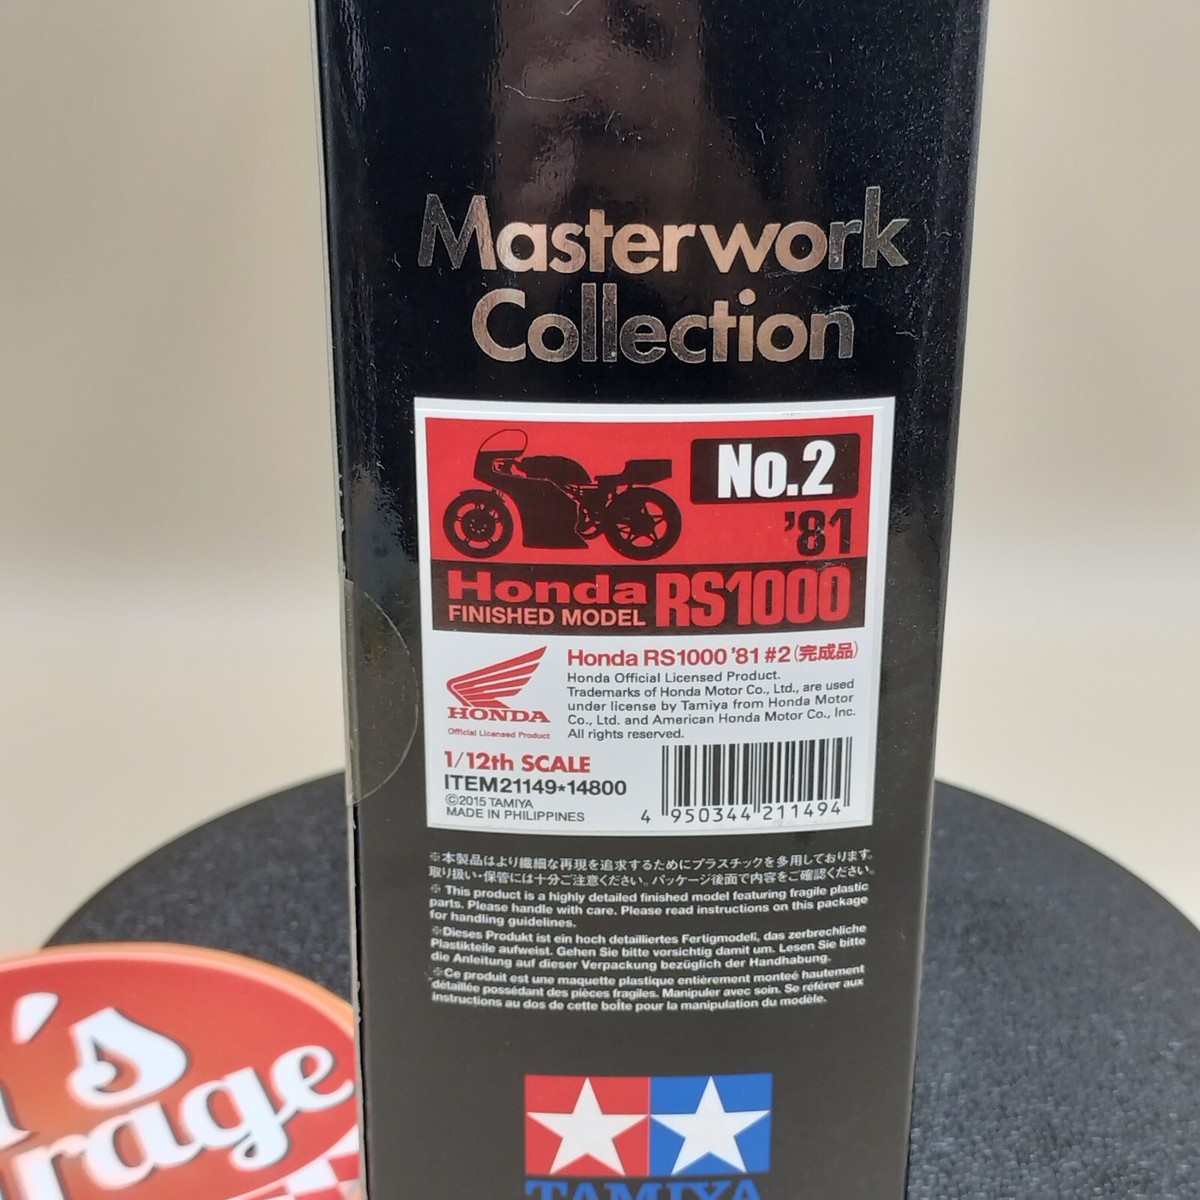 Masterwork
Collection
No.2
'81
Honda
FINISHED MODEL
RS1000
HONDA
Official Licensed Product
Honda RS1000 '81 #2 (完成品)
Honda Official Licensed Product.
Trademarks of Honda Motor Co., Ltd., are used
under license by Tamiya from Honda Motor
Co., Ltd. and American Honda Motor Co., Inc.
All rights reserved.
1/12th SCALE
ITEM 21149*14800
©2015 TAMIYA
MADE IN PHILIPPINES
4 950344 211494
※本製品はより繊細な再現を追求するためにプラスチックを多用しております。
取り扱い・保管には十分ご注意ください。パッケージ後面で内容をご確認ください。
※ This product is a highly detailed finished model featuring fragile plastic
parts. Please handle with care. Please read instructions on this package
for handling guidelines.
※Dieses Produkt ist ein hoch detailliertes Fertigmodell, das zerbrechliche
Plastikteile aufweist. Gehen Sie bitte vorsichtig damit um. Lesen Sie bitte
die Anleitung auf dieser Verpackung bezüglich der Handhabung.
※Ce produit est une maquette plastique entièrement monteé hautement
détaillée possédant des pièces fragiles. Manipuler avec soin. Se référer aux
instructions au dos de cette boîte pour la manipulation du modèle.
TAMIYA
's
rage